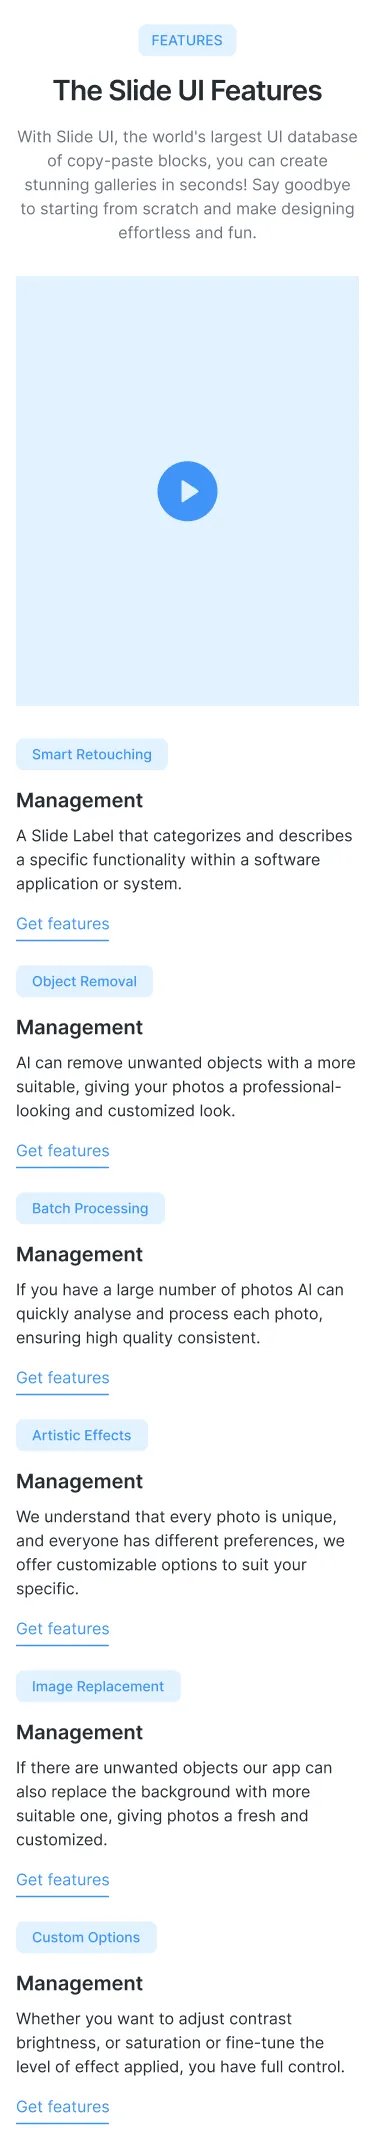 FEATURES
The Slide UI Features
With Slide UI, the world's largest UI database
of copy-paste blocks, you can create
stunning galleries in seconds! Say goodbye
to starting from scratch and make designing
effortless and fun.
Smart Retouching
Management
A Slide Label that categorizes and describes
a specific functionality within a software
application or system.
Get features
Object Removal
Management
AI can remove unwanted objects with a more
suitable, giving your photos a professional-
looking and customized look.
Get features
Batch Processing
Management
If you have a large number of photos AI can
quickly analyse and process each photo,
ensuring high quality consistent.
Get features
Artistic Effects
Management
We understand that every photo is unique,
and everyone has different preferences, we
offer customizable options to suit your
specific.
Get features
Image Replacement
Management
If there are unwanted objects our app can
also replace the background with more
suitable one, giving photos a fresh and
customized.
Get features
Custom Options
Management
Whether you want to adjust contrast
brightness, or saturation or fine-tune the
level of effect applied, you have full control.
Get features